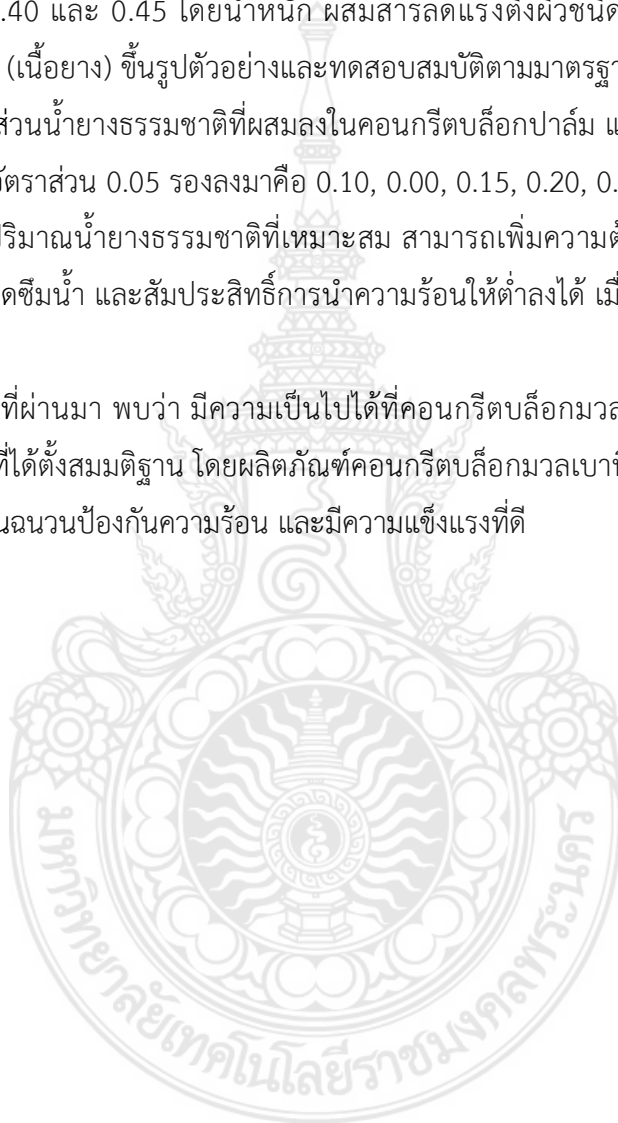 .40 และ 0.45 โดยน้ำหนัก ผสมสารลดแรงตึงผิวชนิด
(เนื้อยาง) ขึ้นรูปตัวอย่างและทดสอบสมบัติตามมาตรฐา
ส่วนน้ำยางธรรมชาติที่ผสมลงในคอนกรีตบล็อกปาล์ม แ
อัตราส่วน 0.05 รองลงมาคือ 0.10, 0.00, 0.15, 0.20, 0.
ปริมาณน้ำยางธรรมชาติที่เหมาะสม สามารถเพิ่มความต้
ดซึมน้ำ และสัมประสิทธิ์การนำความร้อนให้ต่ำลงได้ เมื่
ที่ผ่านมา พบว่า มีความเป็นไปได้ที่คอนกรีตบล็อกมวล
ที่ได้ตั้งสมมติฐาน โดยผลิตภัณฑ์คอนกรีตบล็อกมวลเบานี้
นฉนวนป้องกันความร้อน และมีความแข็งแรงที่ดี
มหาวิทยาลัยเทคโนโลยีราชมงคลพระนคร